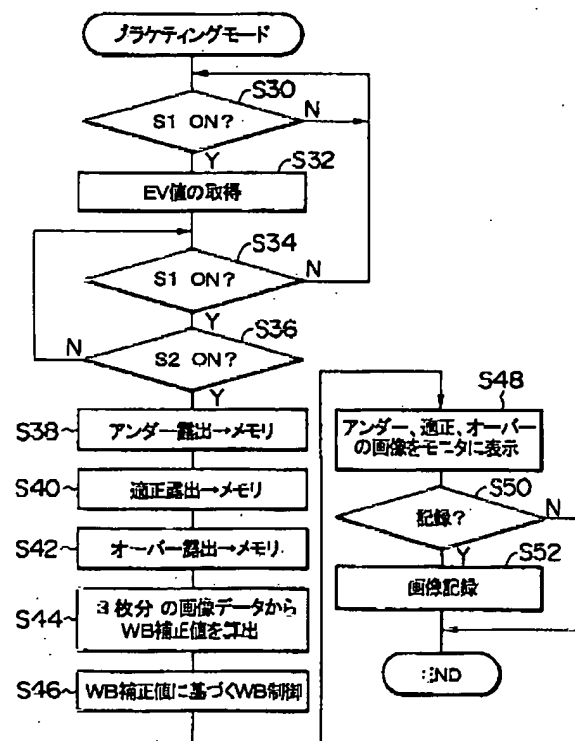 ブラケティングモード
S30
S1 ON?
N
Y
S32
EV値の取得
S34
S1 ON?
N
Y
S36
S2 ON?
N
Y
S38
アンダー露出→メモリ
S40
適正露出→メモリ
S42
オーバー露出→メモリ
S44
3枚分の画像データから
WB補正値を算出
S46
WB補正値に基づくWB制御
S48
アンダー、適正、オーバー
の画像をモニタに表示
S50
記録?
N
Y
S52
画像記録
END